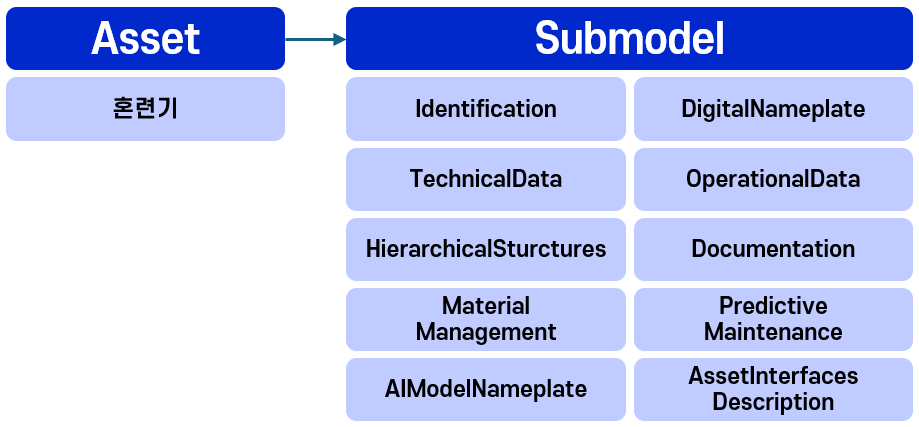 Asset
Submodel
혼련기
Identification
DigitalNameplate
TechnicalData
OperationalData
HierarchicalSturctures
Documentation
Material
Management
Predictive
Maintenance
AIModelNameplate
AssetInterfaces
Description